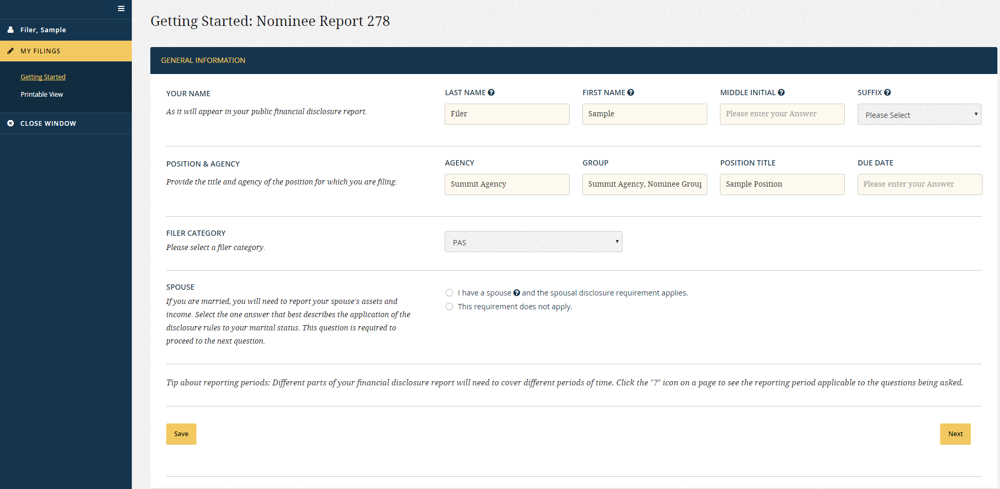 Filer, Sample
MY FILINGS
Getting Started
Printable View
CLOSE WINDOW
Getting Started: Nominee Report 278
GENERAL INFORMATION
YOUR NAME
As it will appear in your public financial disclosure report.
LAST NAME ? FIRST NAME ? MIDDLE INITIAL ? SUFFIX ?
Filer Sample Please enter your Answer Please Select
POSITION & AGENCY
Provide the title and agency of the position for which you are filing.
AGENCY GROUP POSITION TITLE DUE DATE
Summit Agency Summit Agency, Nominee Group Sample Position Please enter your Answer
FILER CATEGORY
Please select a filer category.
PAS
SPOUSE
If you are married, you will need to report your spouse's assets and
income. Select the one answer that best describes the application of the
disclosure rules to your marital status. This question is required to
proceed to the next question.
I have a spouse ? and the spousal disclosure requirement applies.
This requirement does not apply.
Tip about reporting periods: Different parts of your financial disclosure report will need to cover different periods of time. Click the "?" icon on a page to see the reporting period applicable to the questions being asked.
Save
Next